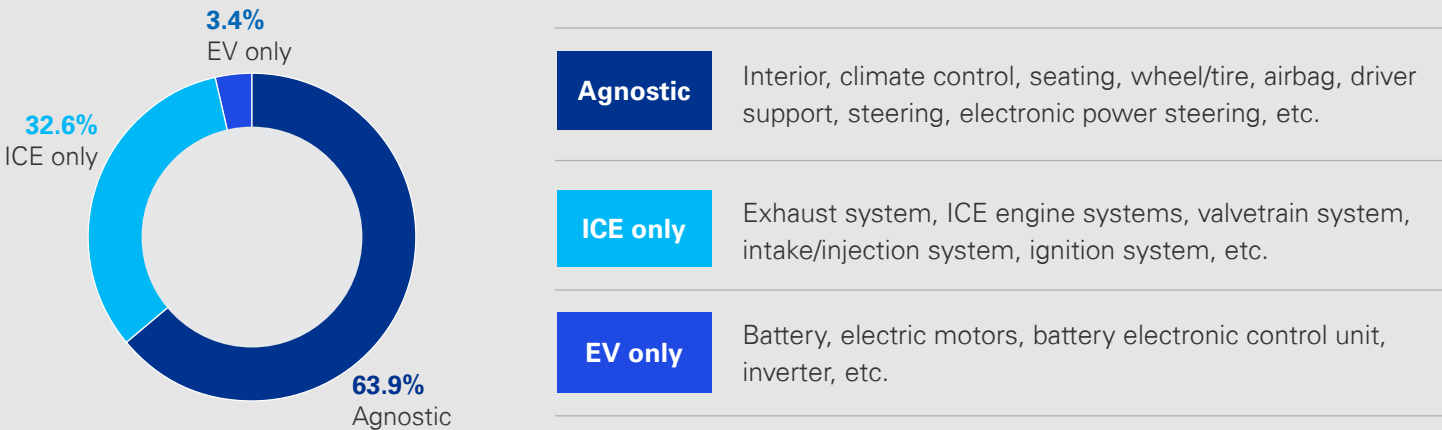 3.4%
EV only
32.6%
ICE only
63.9%
Agnostic
Agnostic
Interior, climate control, seating, wheel/tire, airbag, driver
support, steering, electronic power steering, etc.
ICE only
Exhaust system, ICE engine systems, valvetrain system,
intake/injection system, ignition system, etc.
EV only
Battery, electric motors, battery electronic control unit,
inverter, etc.